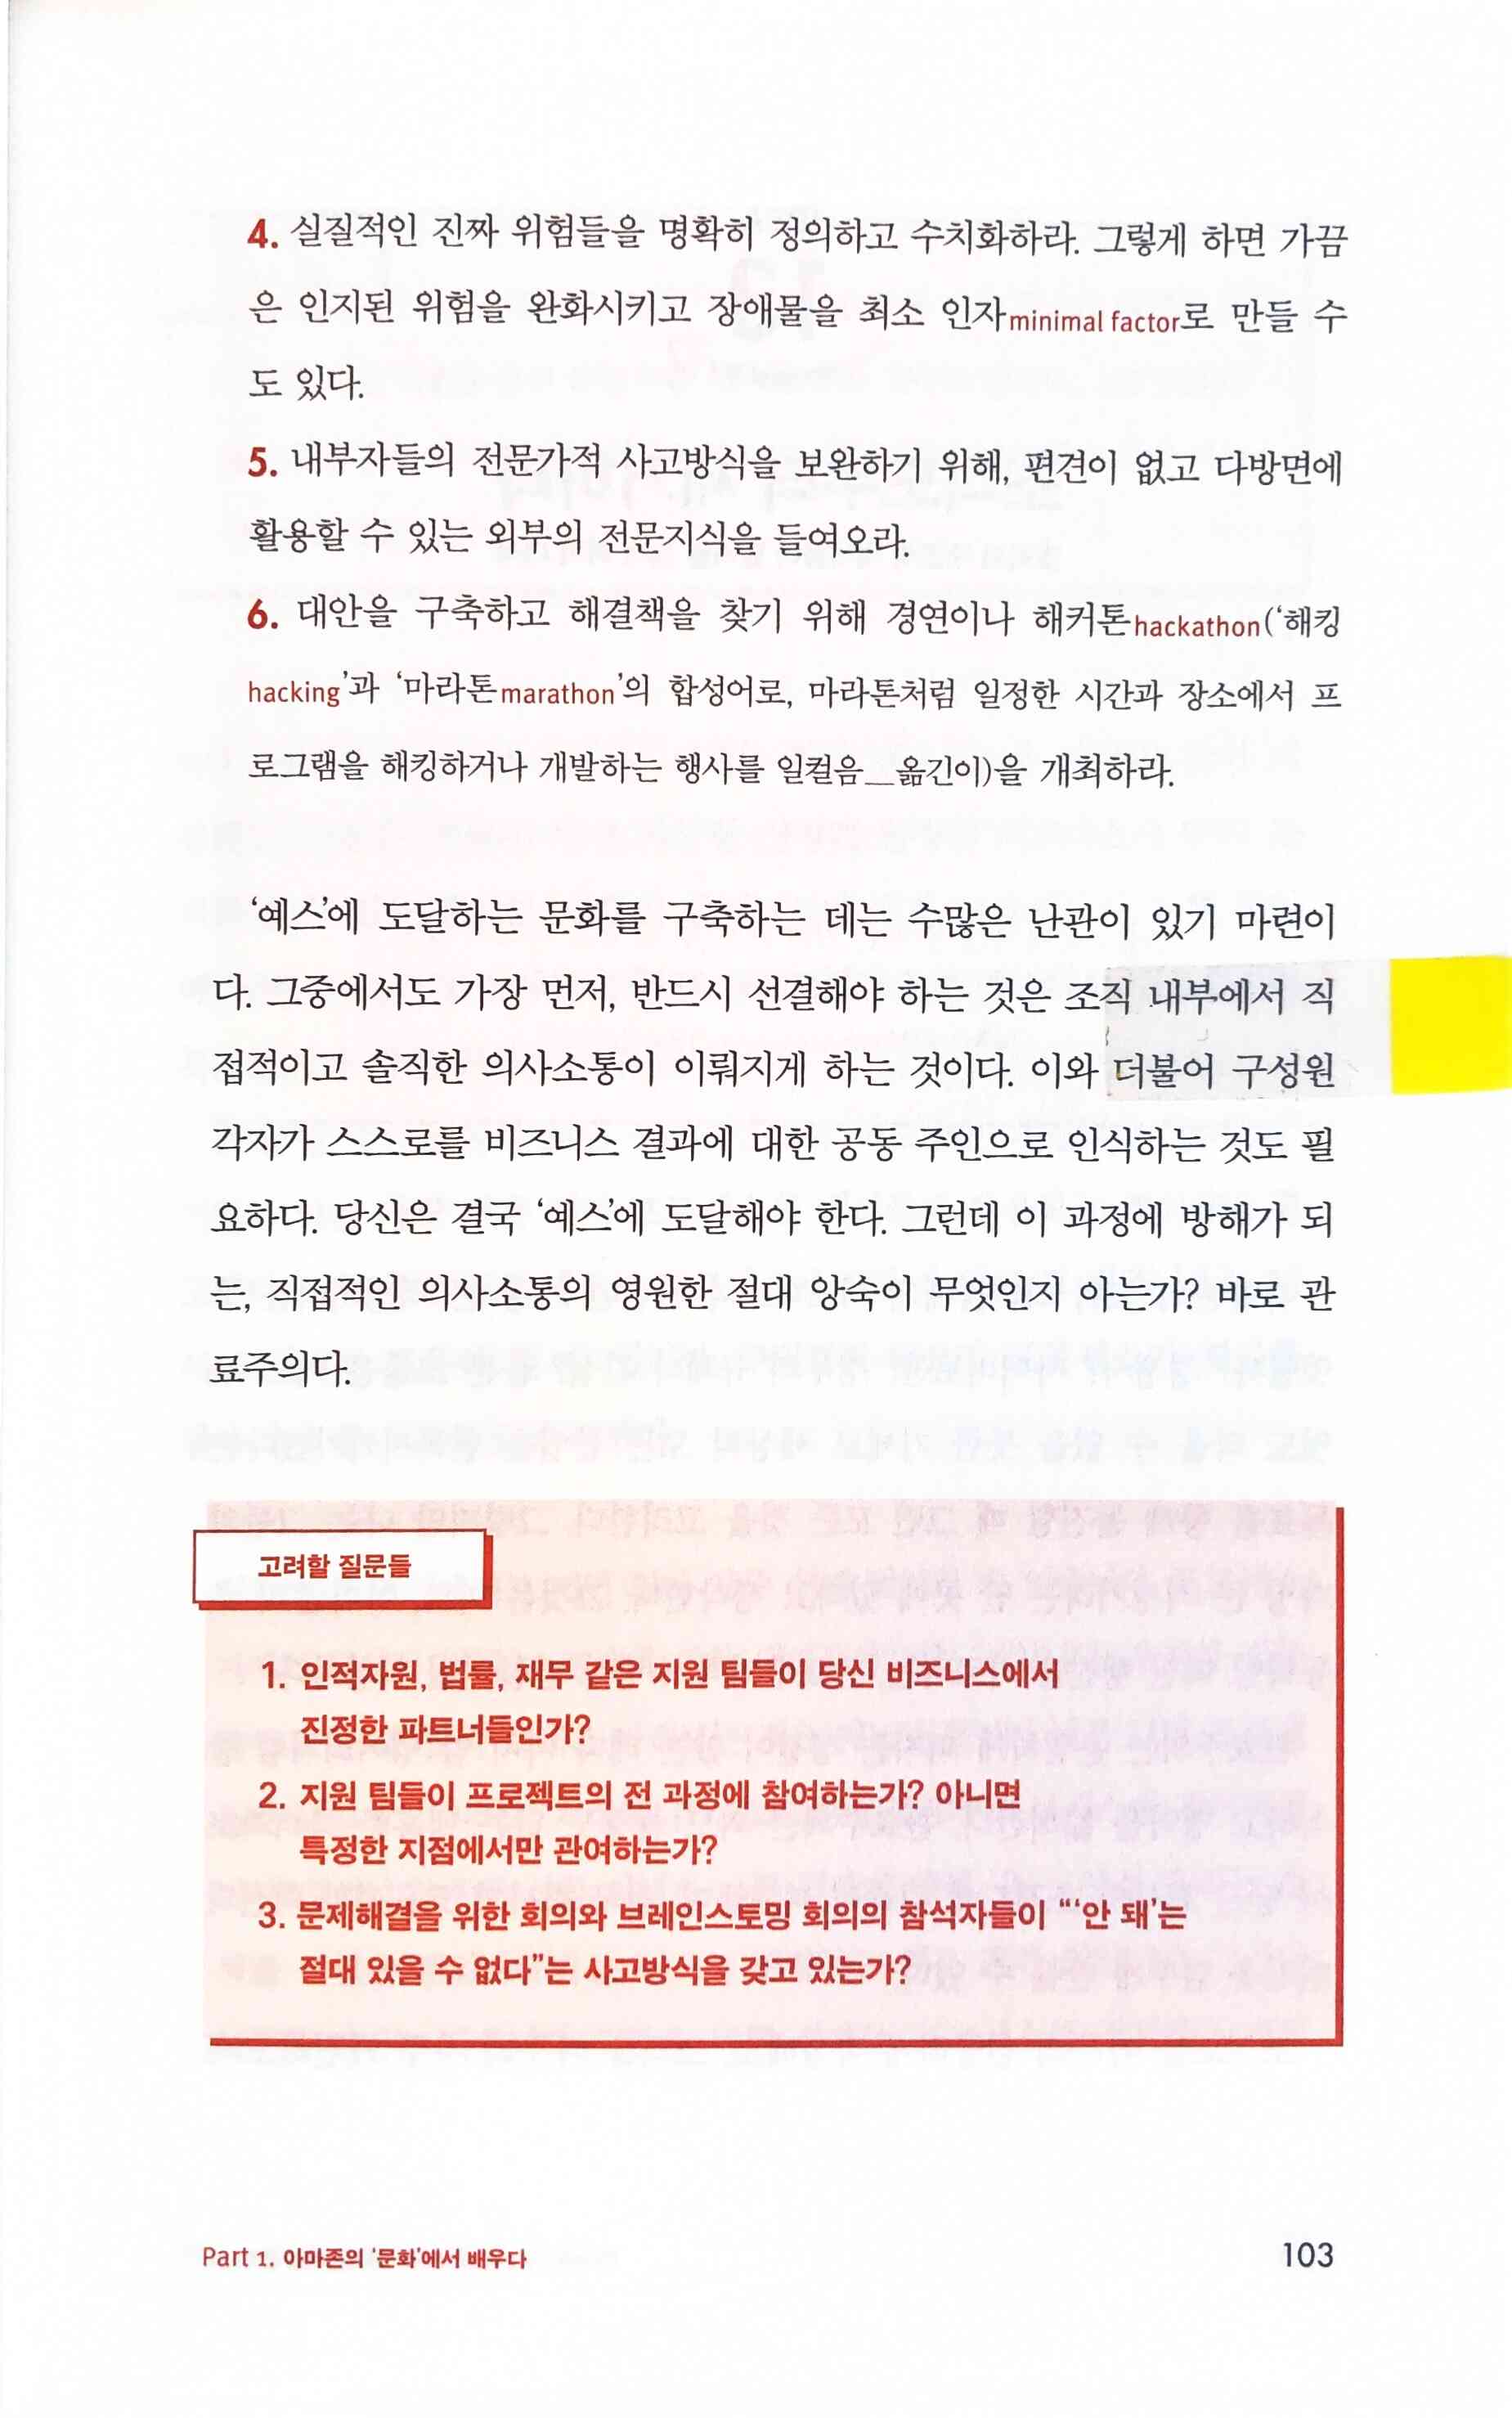 4. 실질적인 진짜 위험들을 명확히 정의하고 수치화하라. 그렇게 하면 가끔
은 인지된 위험을 완화시키고 장애물을 최소 인자minimal factor로 만들 수
도 있다.
5. 내부자들의 전문가적 사고방식을 보완하기 위해, 편견이 없고 다방면에
활용할 수 있는 외부의 전문지식을 들여오라.
6. 대안을 구축하고 해결책을 찾기 위해 경연이나 해커톤hackathon(‘해킹
hacking’과 ‘마라톤marathon’의 합성어로, 마라톤처럼 일정한 시간과 장소에서 프
로그램을 해킹하거나 개발하는 행사를 일컬음_옮긴이)을 개최하라.
‘예스’에 도달하는 문화를 구축하는 데는 수많은 난관이 있기 마련이
다. 그중에서도 가장 먼저, 반드시 선결해야 하는 것은 조직 내부에서 직
접적이고 솔직한 의사소통이 이뤄지게 하는 것이다. 이와 더불어 구성원
각자가 스스로를 비즈니스 결과에 대한 공동 주인으로 인식하는 것도 필
요하다. 당신은 결국 ‘예스’에 도달해야 한다. 그런데 이 과정에 방해가 되
는, 직접적인 의사소통의 영원한 절대 앙숙이 무엇인지 아는가? 바로 관
료주의다.
고려할 질문들
1. 인적자원, 법률, 재무 같은 지원 팀들이 당신 비즈니스에서
진정한 파트너들인가?
2. 지원 팀들이 프로젝트의 전 과정에 참여하는가? 아니면
특정한 지점에서만 관여하는가?
3. 문제해결을 위한 회의와 브레인스토밍 회의의 참석자들이 “‘안 돼’는
절대 있을 수 없다”는 사고방식을 갖고 있는가?
Part 1. 아마존의 ‘문화’에서 배우다
103